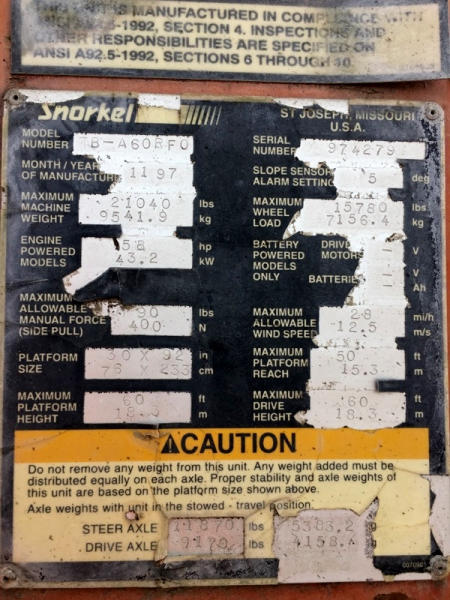 MANUFACTURED IN COMPLIANCE WITH
-1992, SECTION 4. INSPECTIONS AND
OTHER RESPONSIBILITIES ARE SPECIFIED ON
ANSI A92.5-1992, SECTIONS 6 THROUGH 10.
Snorkel
ST JOSEPH, MISSOURI
U.S.A.
MODEL NUMBER TB-A60RFO
SERIAL NUMBER 974279
MONTH / YEAR OF MANUFACTURE 11 97
SLOPE SENSOR ALARM SETTING 5 deg
MAXIMUM MACHINE WEIGHT 21040 lbs 9541.9 kg
MAXIMUM WHEEL LOAD 15780 lbs 7156.4 kg
ENGINE POWERED MODELS 58 hp 43.2 kW
BATTERY POWERED MODELS ONLY DRIVE MOTORS V BATTERIES V Ah
MAXIMUM ALLOWABLE MANUAL FORCE (SIDE PULL) 90 lbs 400 N
MAXIMUM ALLOWABLE WIND SPEED 28 mi/h 12.5 m/s
PLATFORM SIZE 30 X 92 in 76 X 233 cm
MAXIMUM PLATFORM REACH 50 ft 15.3 m
MAXIMUM PLATFORM HEIGHT 60 ft 18.3 m
MAXIMUM DRIVE HEIGHT 60 ft 18.3 m
CAUTION
Do not remove any weight from this unit. Any weight added must be
distributed equally on each axle. Proper stability and axle weights of
this unit are based on the platform size shown above.
Axle weights with unit in the stowed - travel position:
STEER AXLE 11870 lbs 5383.2
DRIVE AXLE 9170 lbs 4158.
0070901